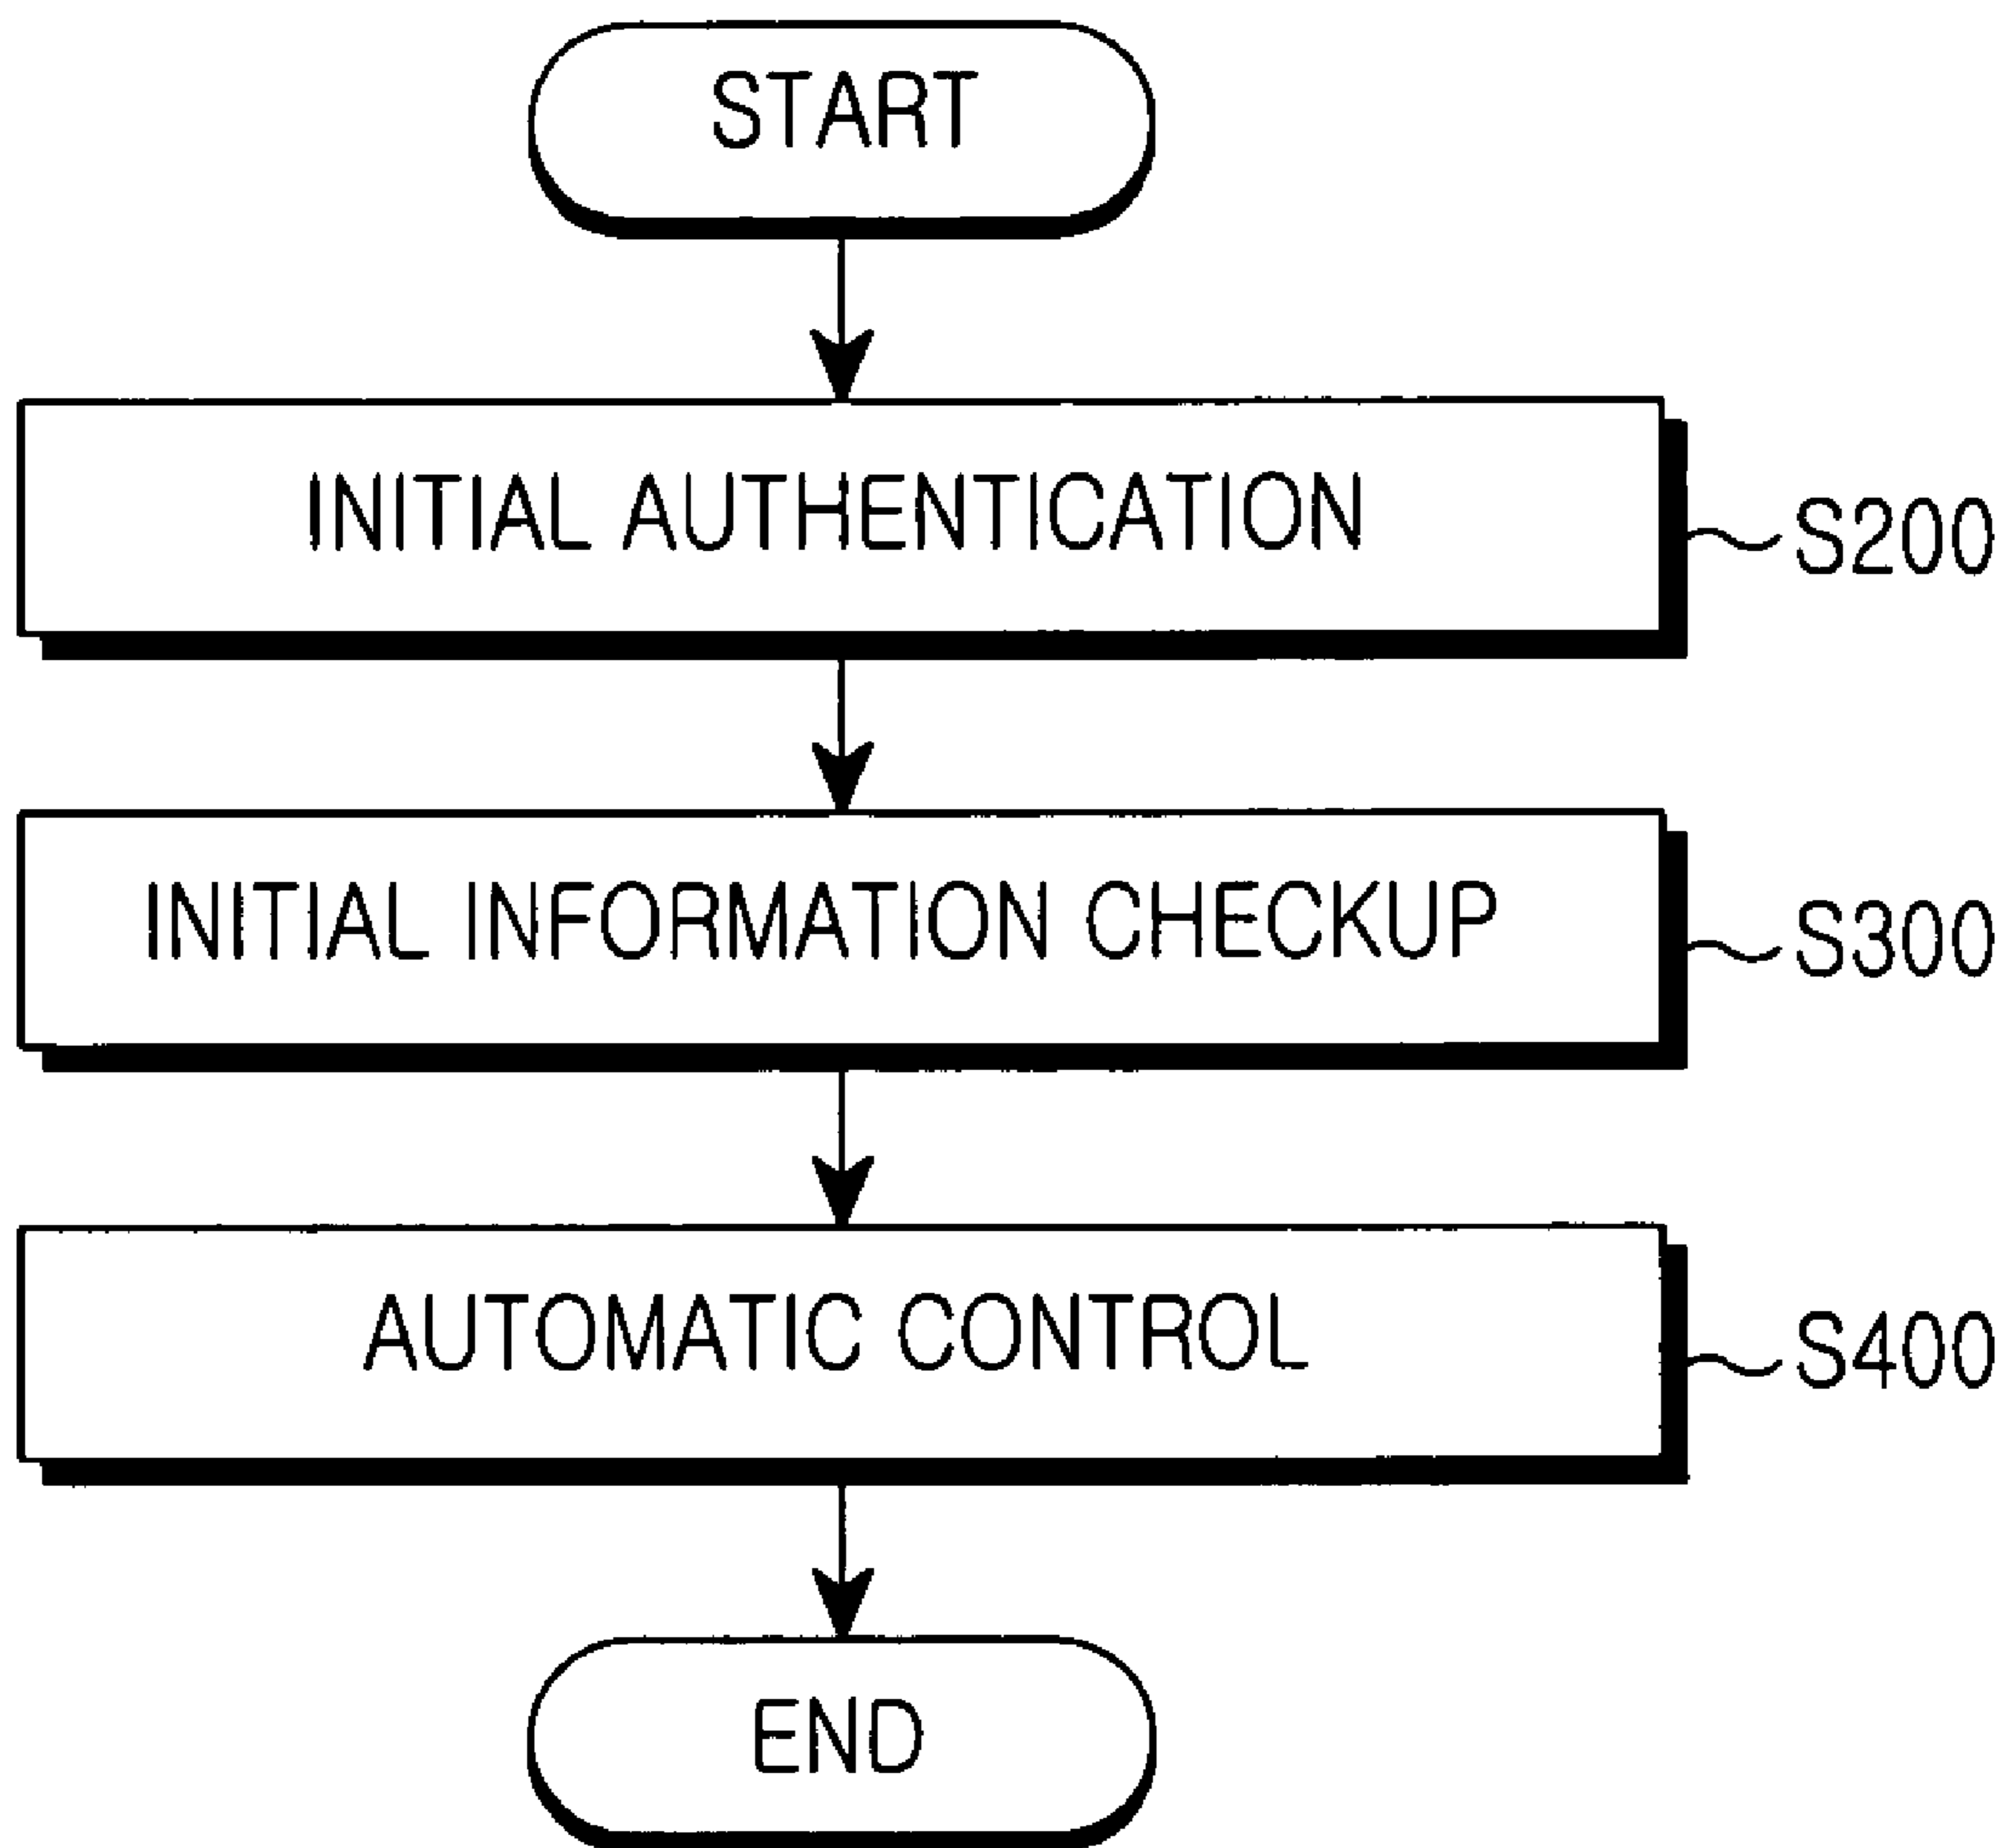 START
INITIAL AUTHENTICATION
S200
INITIAL INFORMATION CHECKUP
S300
AUTOMATIC CONTROL
S400
END